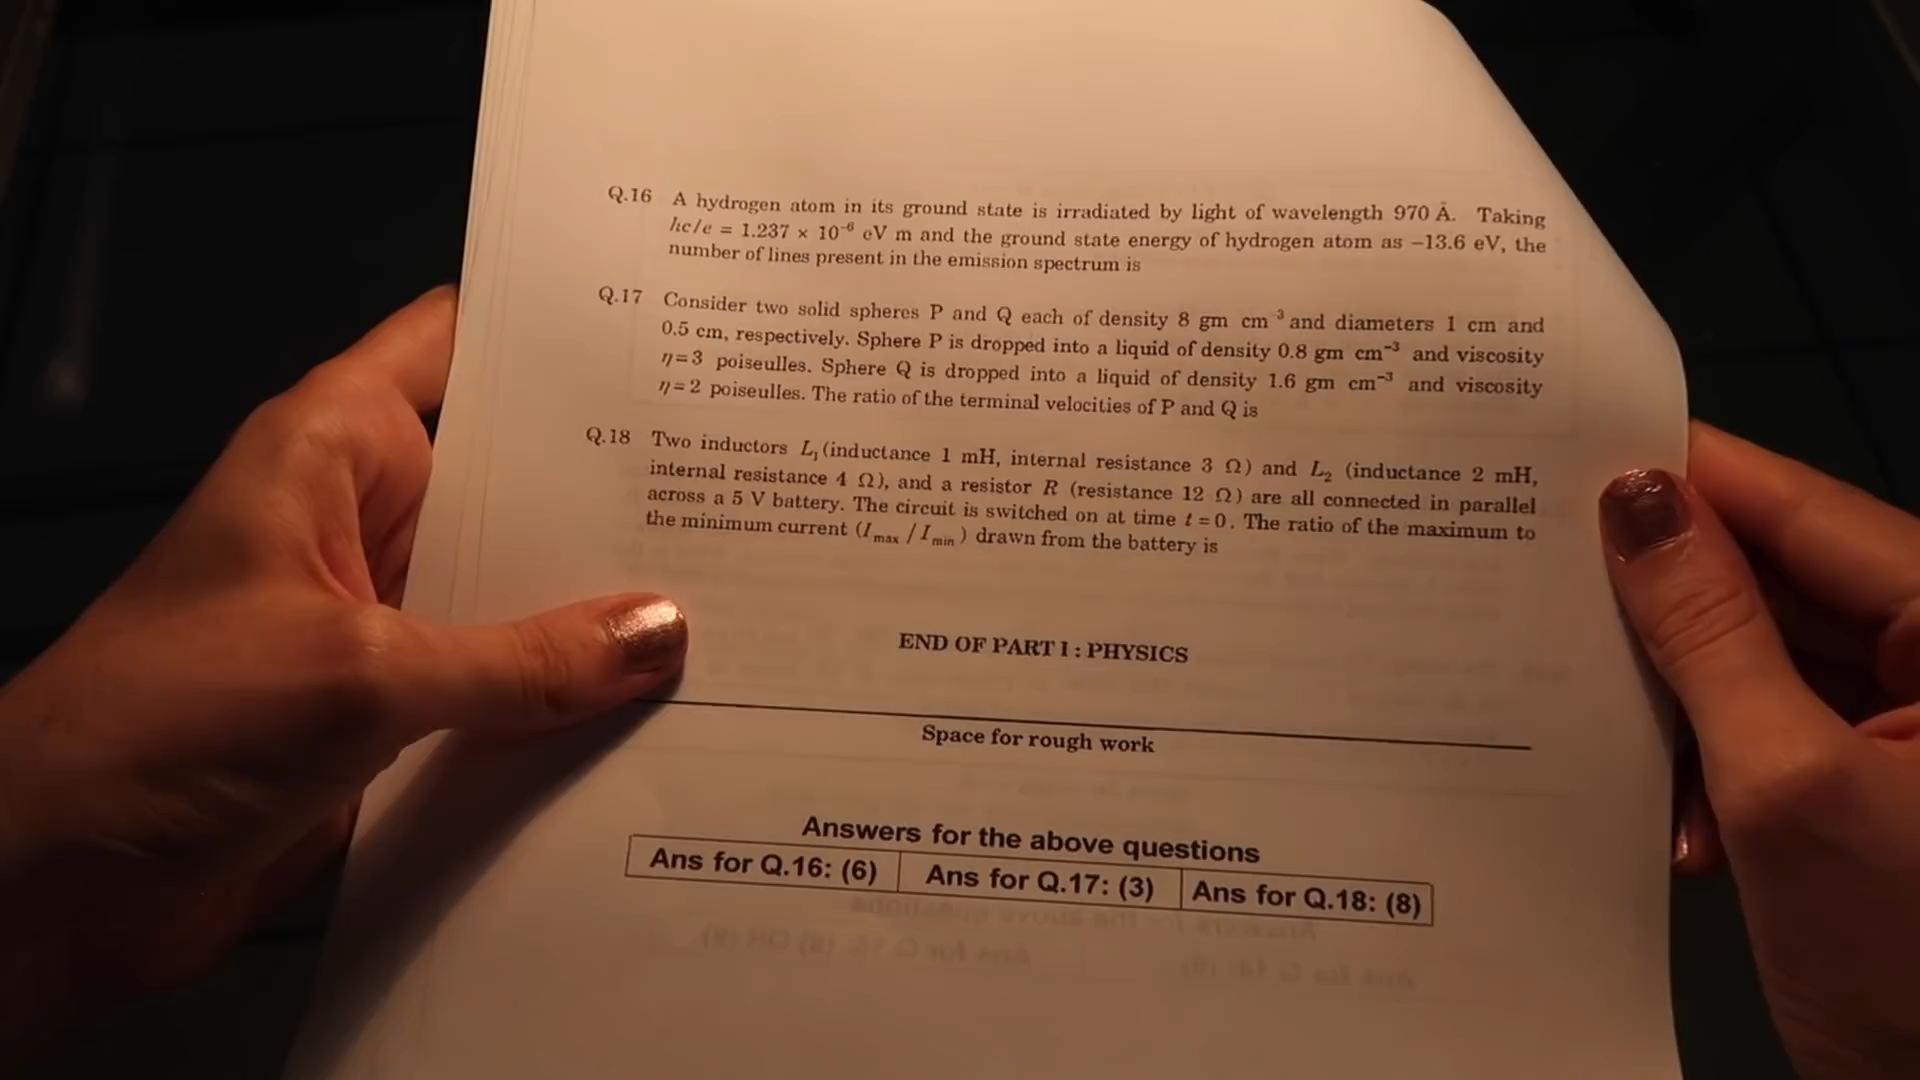 Q.16 A hydrogen atom in its ground state is irradiated by light of wavelength 970 Å. Taking
hc/e = 1.237 × 10⁻⁶ eV m and the ground state energy of hydrogen atom as −13.6 eV, the
number of lines present in the emission spectrum is
Q.17 Consider two solid spheres P and Q each of density 8 gm cm⁻³ and diameters 1 cm and
0.5 cm, respectively. Sphere P is dropped into a liquid of density 0.8 gm cm⁻³ and viscosity
η=3 poiseulles. Sphere Q is dropped into a liquid of density 1.6 gm cm⁻³ and viscosity
η=2 poiseulles. The ratio of the terminal velocities of P and Q is
Q.18 Two inductors L₁ (inductance 1 mH, internal resistance 3 Ω) and L₂ (inductance 2 mH,
internal resistance 4 Ω), and a resistor R (resistance 12 Ω) are all connected in parallel
across a 5 V battery. The circuit is switched on at time t = 0. The ratio of the maximum to
the minimum current (I max / I min) drawn from the battery is
END OF PART I : PHYSICS
Space for rough work
Answers for the above questions
Ans for Q.16: (6) Ans for Q.17: (3) Ans for Q.18: (8)